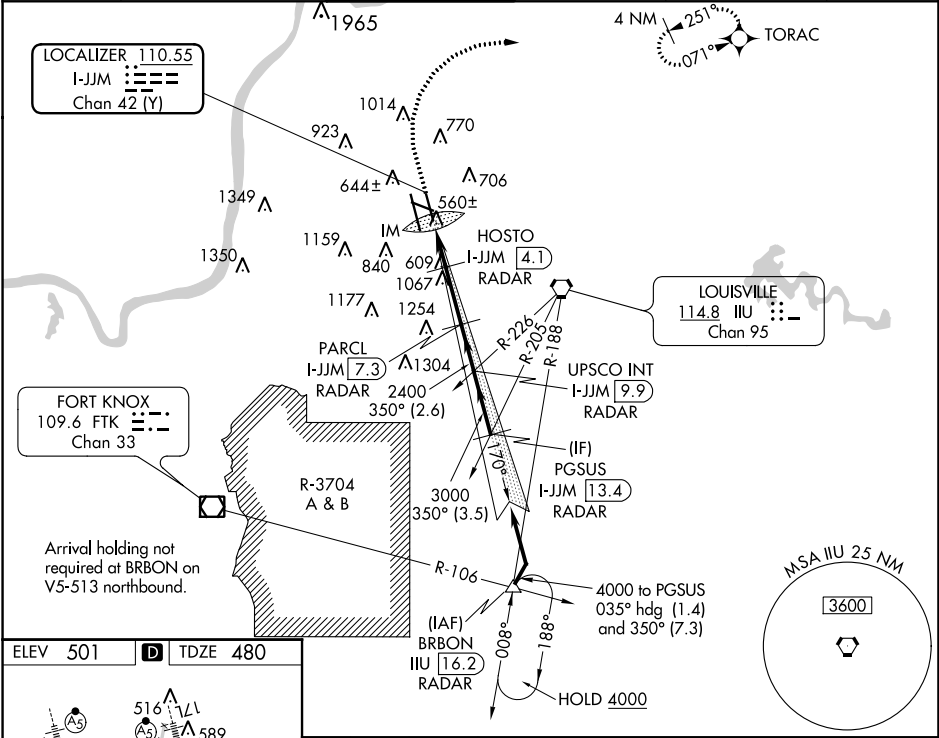 1965
4 NM
251°
071°
TORAC
LOCALIZER 110.55
I-JJM
Chan 42 (Y)
1014
923
770
644±
706
1349
560±
IM
1159
840
609
HOSTO
I-JJM 4.1
RADAR
1350
1067
1177
1254
LOUISVILLE
114.8 IIU
Chan 95
R-226
R-205
R-188
PARCL
I-JJM 7.3
RADAR
1304
2400
350° (2.6)
UPSCO INT
I-JJM 9.9
RADAR
FORT KNOX
109.6 FTK
Chan 33
170°
(IF)
PGSUS
I-JJM 13.4
RADAR
R-3704
A & B
3000
350° (3.5)
Arrival holding not
required at BRBON on
V5-513 northbound.
R-106
4000 to PGSUS
035° hdg (1.4)
and 350° (7.3)
MSA IIU 25 NM
3600
(IAF)
BRBON
IIU 16.2
RADAR
008°
188°
HOLD 4000
ELEV 501
D
TDZE 480
516
17L
A5
A5
589